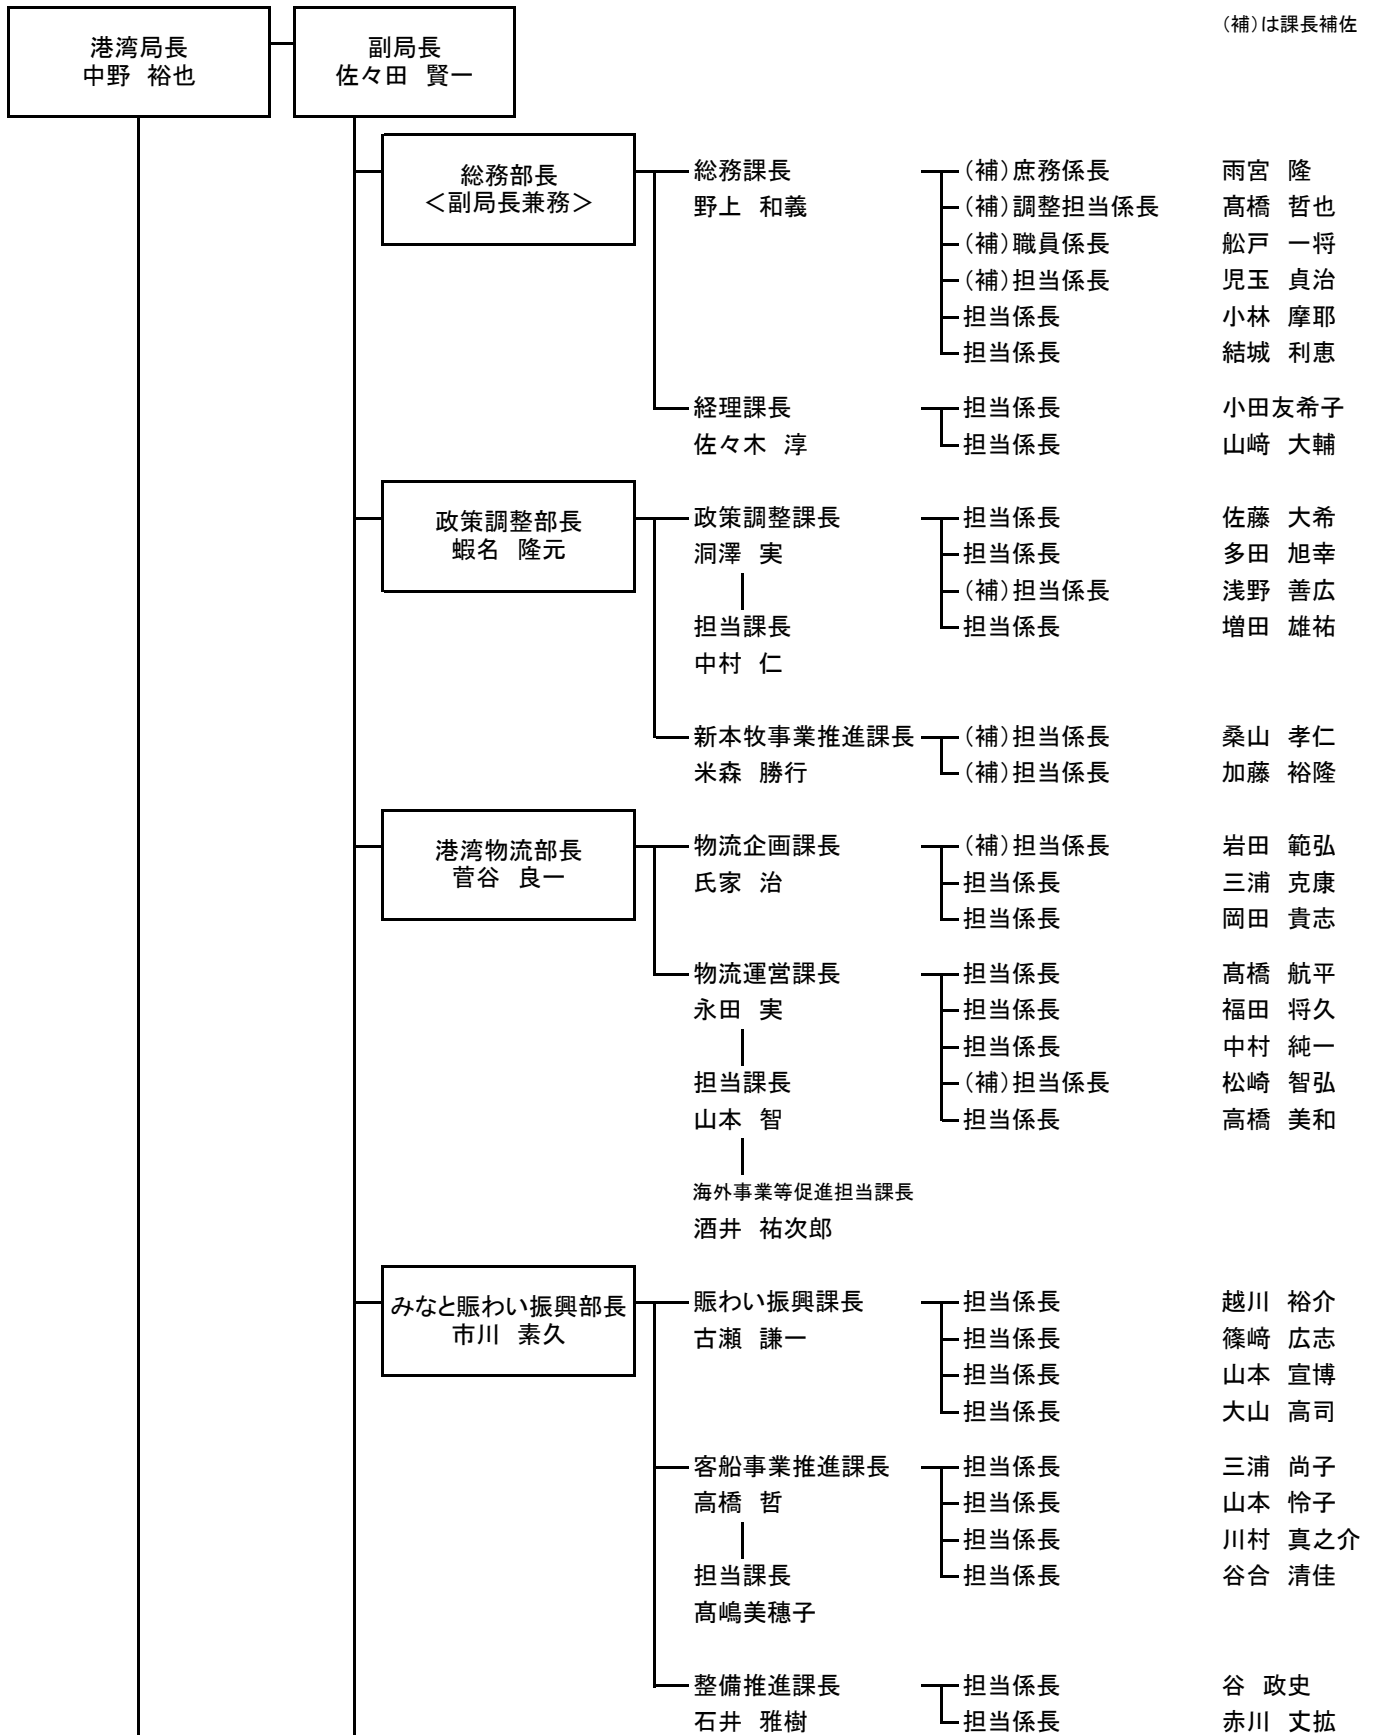 (補)は課長補佐
港湾局長
中野 裕也
副局長
佐々田 賢一
総務部長
＜副局長兼務＞
総務課長 (補)庶務係長 雨宮 隆
野上 和義 (補)調整担当係長 髙橋 哲也
(補)職員係長 舩戸 一将
(補)担当係長 児玉 貞治
担当係長 小林 摩耶
担当係長 結城 利恵
経理課長 担当係長 小田友希子
佐々木 淳 担当係長 山﨑 大輔
政策調整部長
蝦名 隆元
政策調整課長 担当係長 佐藤 大希
洞澤 実 担当係長 多田 旭幸
(補)担当係長 浅野 善広
担当課長 担当係長 増田 雄祐
中村 仁
新本牧事業推進課長 (補)担当係長 桑山 孝仁
米森 勝行 (補)担当係長 加藤 裕隆
港湾物流部長
菅谷 良一
物流企画課長 (補)担当係長 岩田 範弘
氏家 治 担当係長 三浦 克康
担当係長 岡田 貴志
物流運営課長 担当係長 髙橋 航平
永田 実 担当係長 福田 将久
担当係長 中村 純一
担当課長 (補)担当係長 松崎 智弘
山本 智 担当係長 高橋 美和
海外事業等促進担当課長
酒井 祐次郎
みなと賑わい振興部長
市川 素久
賑わい振興課長 担当係長 越川 裕介
古瀬 謙一 担当係長 篠﨑 広志
担当係長 山本 宣博
担当係長 大山 高司
客船事業推進課長 担当係長 三浦 尚子
高橋 哲 担当係長 山本 怜子
担当係長 川村 真之介
担当課長 担当係長 谷合 清佳
髙嶋美穂子
整備推進課長 担当係長 谷 政史
石井 雅樹 担当係長 赤川 丈拡